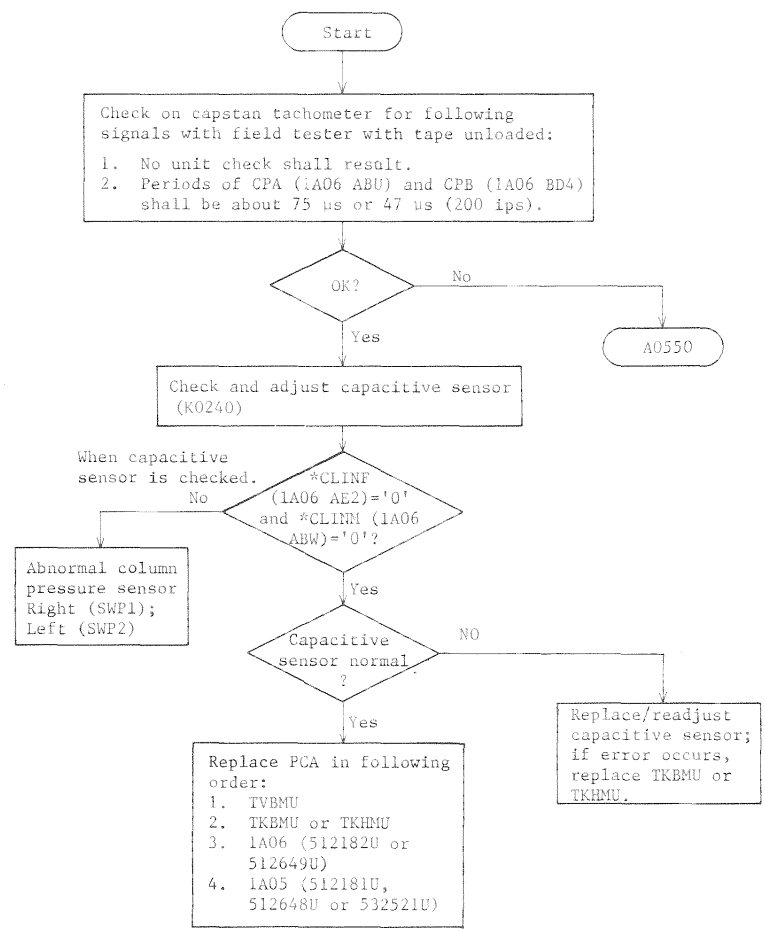 Start
Check on capstan tachometer for following
signals with field tester with tape unloaded:
1. No unit check shall result.
2. Periods of CPA (1A06 ABU) and CPB (1A06 BD4)
shall be about 75 µs or 47 µs (200 ips).
OK?
No
Yes
A0550
Check and adjust capacitive sensor
(K0240)
When capacitive
sensor is checked.
No
*CLINF
(1A06 AE2)='0'
and *CLINM (1A06
ABW)='0'?
Abnormal column
pressure sensor
Right (SWP1);
Left (SWP2)
Yes
Capacitive
sensor normal
?
NO
Yes
Replace/readjust
capacitive sensor;
if error occurs,
replace TKBMU or
TKHMU.
Replace PCA in following
order:
1. TVBMU
2. TKBMU or TKHMU
3. 1A06 (512182U or
512649U)
4. 1A05 (512181U,
512648U or 532521U)